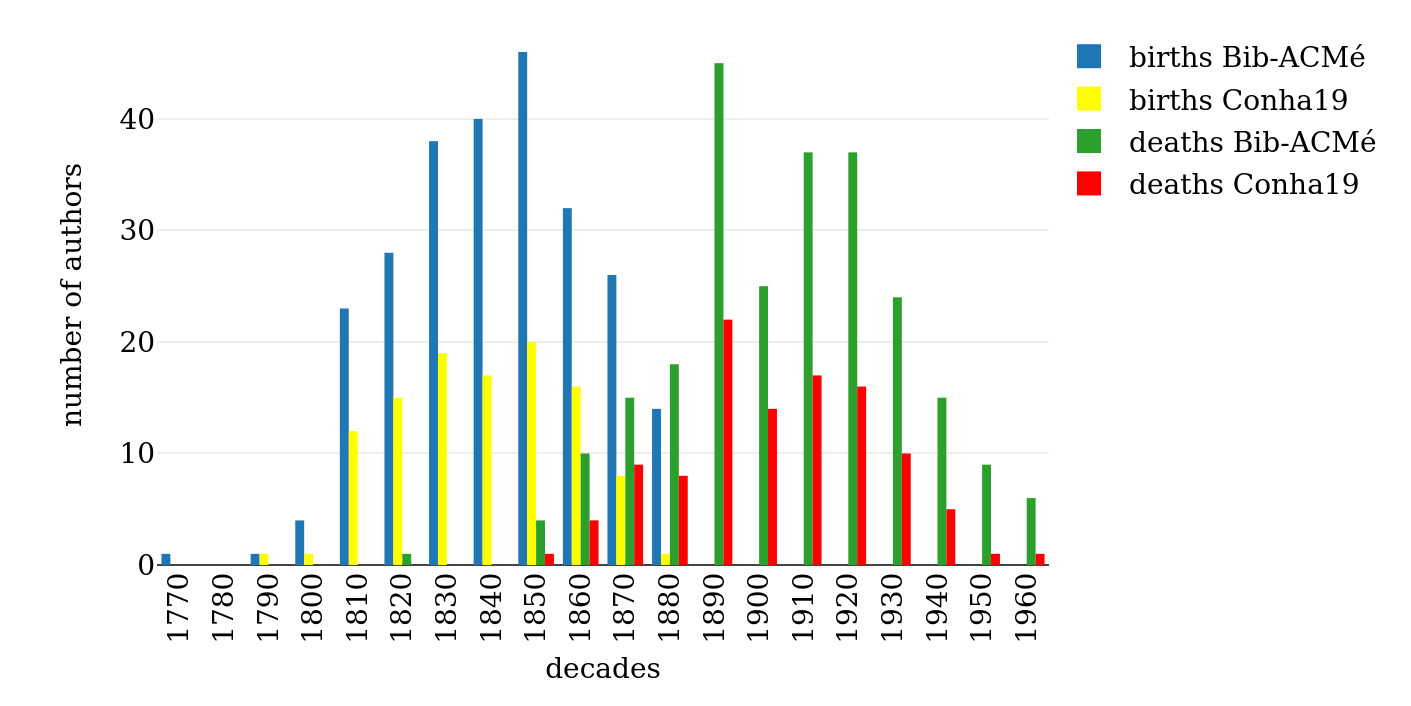 births Bib-ACMé
births Conha19
deaths Bib-ACMé
deaths Conha19
number of authors
40
30
20
10
0
1770 1780 1790 1800 1810 1820 1830 1840 1850 1860 1870 1880 1890 1900 1910 1920 1930 1940 1950 1960
decades